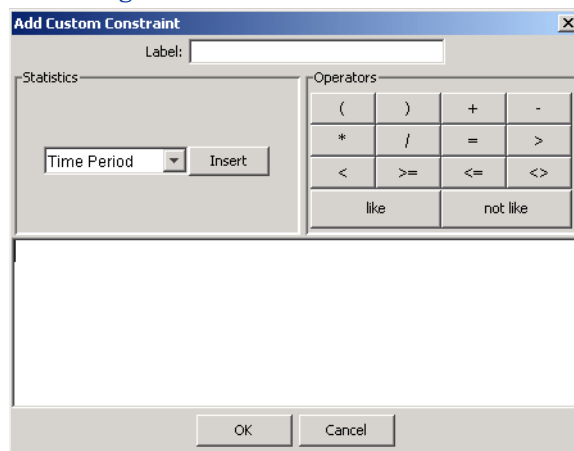 Add Custom Constraint
Label:
Statistics
Time Period
Insert
Operators
( ) + -
* / = >
< >= <= <>
like not like
OK Cancel